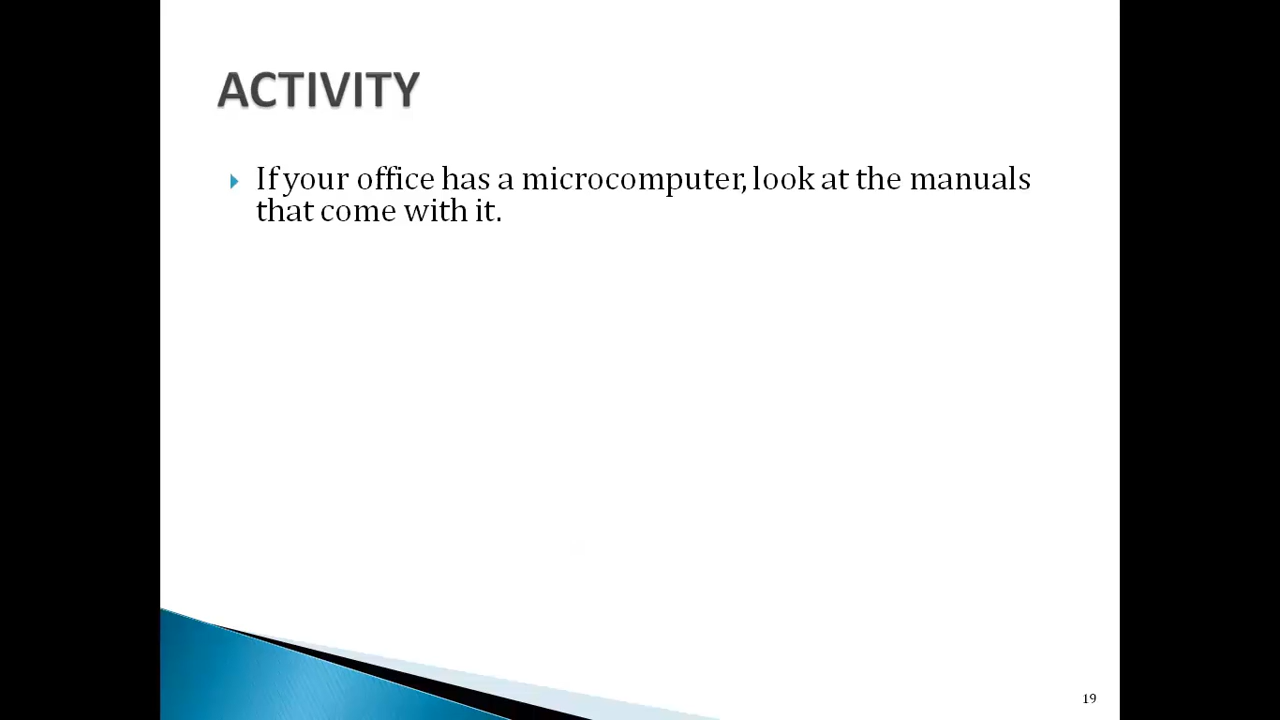 ACTIVITY
If your office has a microcomputer, look at the manuals
that come with it.
19